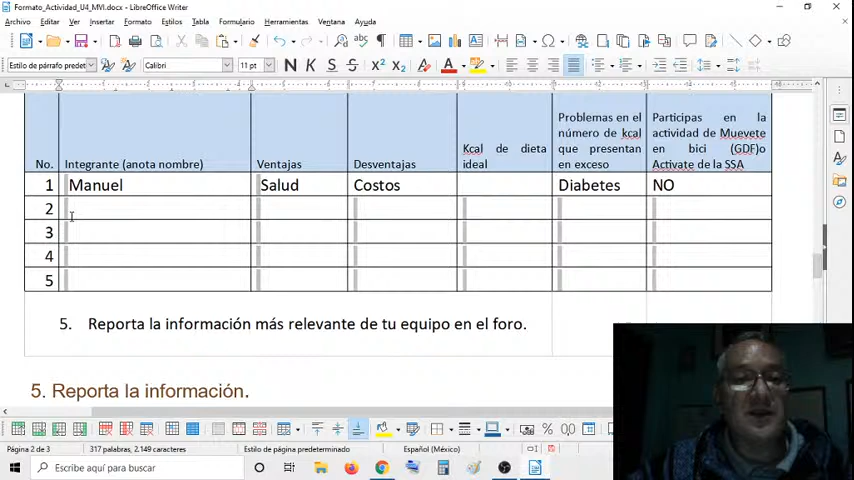 Formato_Actividad_U4_MVI.docx - LibreOffice Writer
Archivo Editar Ver Insertar Formato Estilos Tabla Formulario Herramientas Ventana Ayuda
Estilo de párrafo predet Calibri 11 pt
No. Integrante (anota nombre) Ventajas Desventajas Kcal de dieta ideal Problemas en el número de kcal que presentan en exceso Participas en la actividad de Muevete en bici (GDF)o Activate de la SSA
1 Manuel Salud Costos Diabetes NO
2
3
4
5
5. Reporta la información más relevante de tu equipo en el foro.
5. Reporta la información.
Página 2 de 3 317 palabras, 2.149 caracteres Estilo de página predeterminado Español (México)
Escribe aquí para buscar